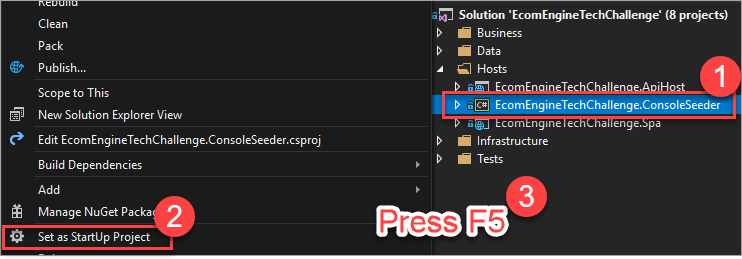 Rebuild
Clean
Pack
Publish...
Scope to This
New Solution Explorer View
Edit EcomEngineTechChallenge.ConsoleSeeder.csproj
Build Dependencies
Add
Manage NuGet Packag
2
Set as StartUp Project
Solution 'EcomEngineTechChallenge' (8 projects)
Business
Data
Hosts
1
EcomEngineTechChallenge.ApiHost
C# EcomEngineTechChallenge.ConsoleSeeder
EcomEngineTechChallenge.Spa
Infrastructure
Tests
3
Press F5